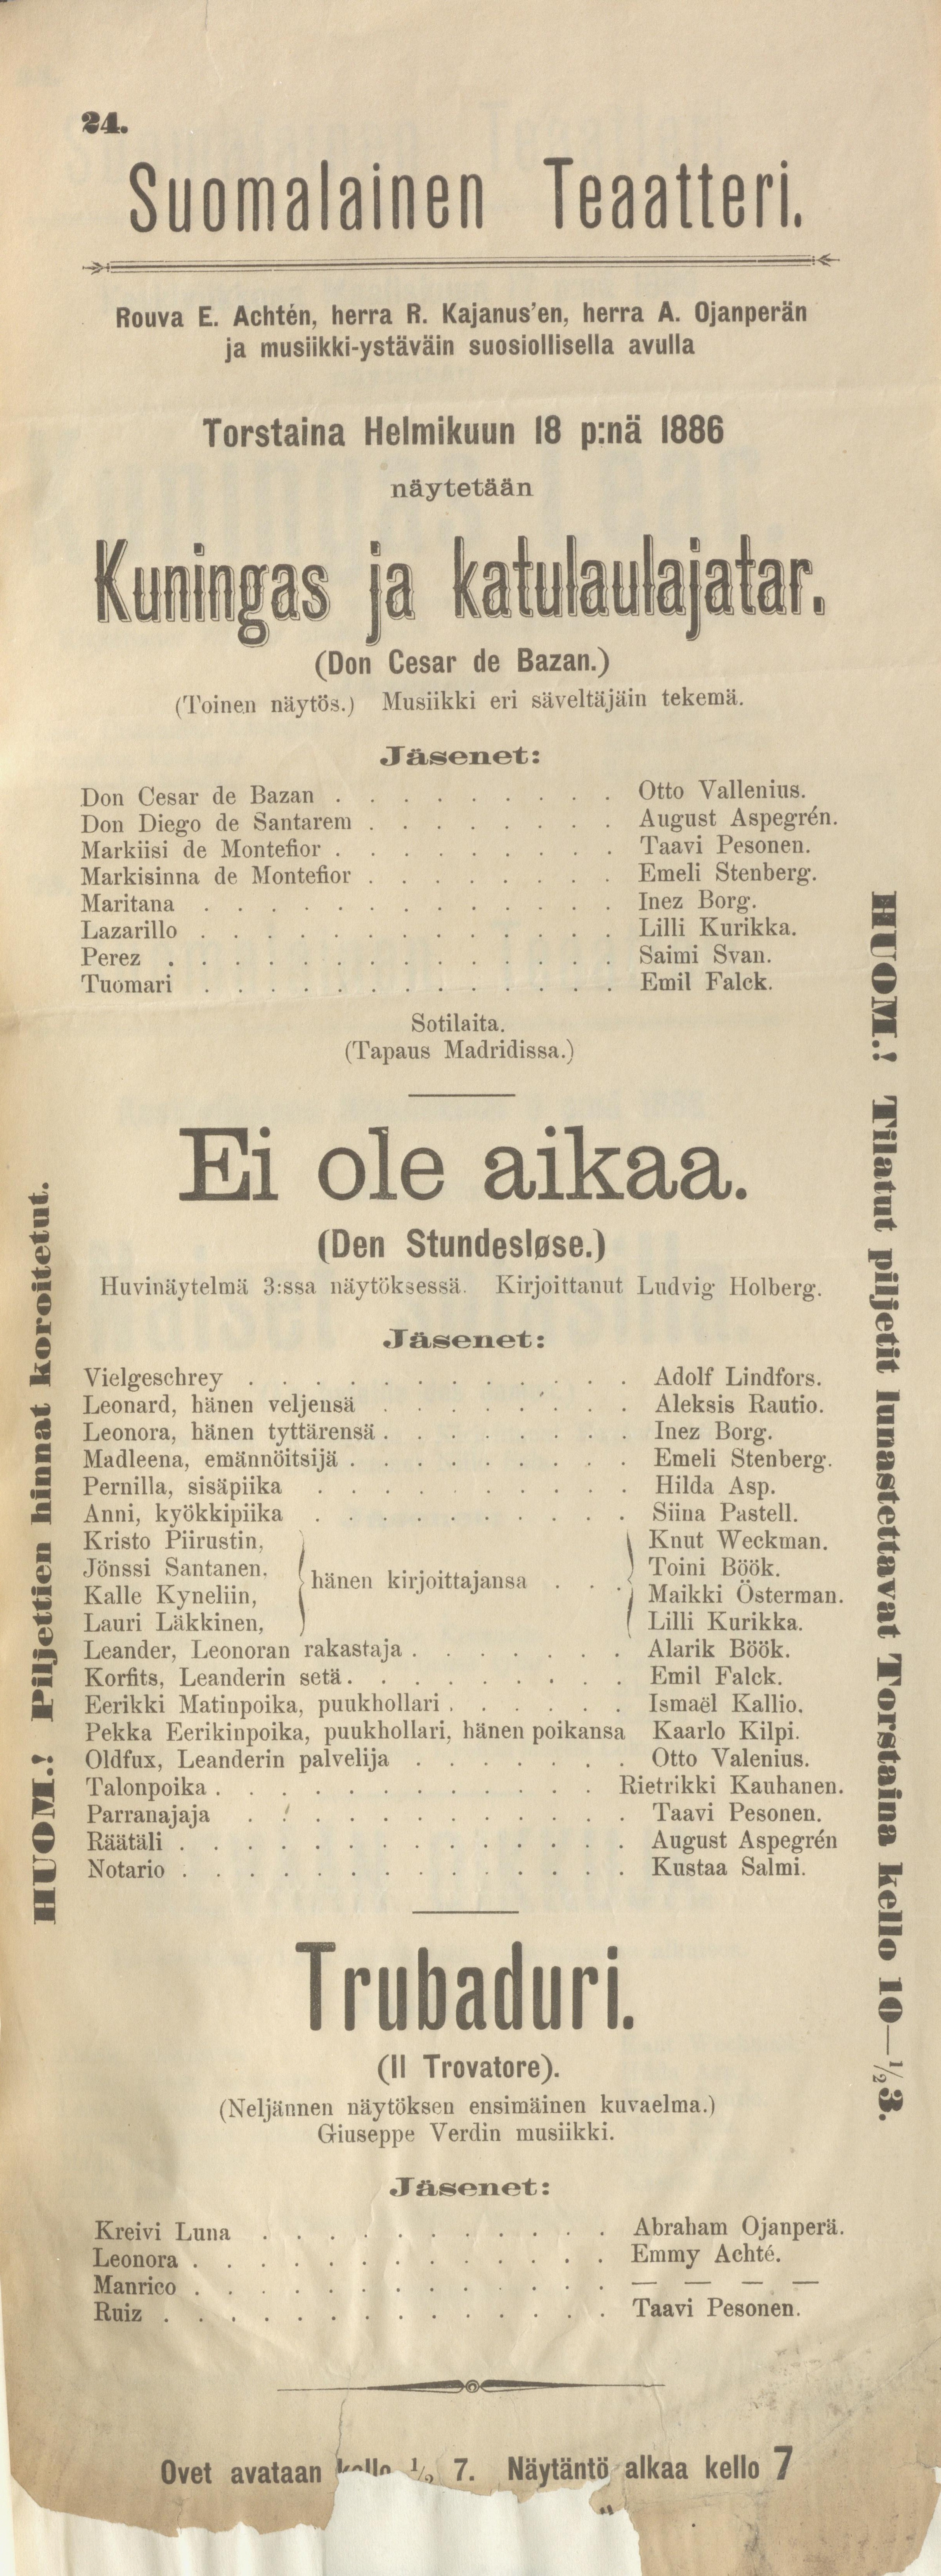 24.
Suomalainen Teaatteri.
Rouva E. Achtén, herra R. Kajanus'en, herra A. Ojanperän
ja musiikki-ystäväin suosiollisella avulla
Torstaina Helmikuun 18 p:nä 1886
näytetään
Kuningas ja katulaulajatar.
(Don Cesar de Bazan.)
(Toinen näytös.) Musiikki eri säveltäjäin tekemä.
Jäsenet:
Don Cesar de Bazan . . . . . . . . . Otto Vallenius.
Don Diego de Santarem . . . . . . . . August Aspegrén.
Markiisi de Montefior . . . . . . . . . Taavi Pesonen.
Markisinna de Montefior . . . . . . . . Emeli Stenberg.
Maritana . . . . . . . . . . . . . Inez Borg.
Lazarillo . . . . . . . . . . . . . Lilli Kurikka.
Perez . . . . . . . . . . . . . . Saimi Svan.
Tuomari . . . . . . . . . . . . . Emil Falck.
Sotilaita.
(Tapaus Madridissa.)
Ei ole aikaa.
(Den Stundesløse.)
Huvinäytelmä 3:ssa näytöksessä. Kirjoittanut Ludvig Holberg.
Jäsenet:
Vielgeschrey . . . . . . . . . . . . Adolf Lindfors.
Leonard, hänen veljensä . . . . . . . . Aleksis Rautio.
Leonora, hänen tyttärensä . . . . . . . . Inez Borg.
Madleena, emännöitsijä . . . . . . . . . Emeli Stenberg.
Pernilla, sisäpiika . . . . . . . . . . Hilda Asp.
Anni, kyökkipiika . . . . . . . . . . Siina Pastell.
Kristo Piirustin, Knut Weckman.
Jönssi Santanen, Toini Böök.
hänen kirjoittajansa . . .
Kalle Kyneliin, Maikki Österman.
Lauri Läkkinen, Lilli Kurikka.
Leander, Leonoran rakastaja . . . . . . . Alarik Böök.
Korfits, Leanderin setä . . . . . . . . . Emil Falck.
Eerikki Matinpoika, puukhollari . . . . . . Ismaël Kallio.
Pekka Eerikinpoika, puukhollari, hänen poikansa Kaarlo Kilpi.
Oldfux, Leanderin palvelija . . . . . . . Otto Valenius.
Talonpoika . . . . . . . . . . . . . Rietrikki Kauhanen.
Parranajaja . . . . . . . . . . . . Taavi Pesonen.
Räätäli . . . . . . . . . . . . . . August Aspegrén
Notario . . . . . . . . . . . . . . Kustaa Salmi.
Trubaduri.
(Il Trovatore).
(Neljännen näytöksen ensimäinen kuvaelma.)
Giuseppe Verdin musiikki.
Jäsenet:
Kreivi Luna . . . . . . . . . . . Abraham Ojanperä.
Leonora . . . . . . . . . . . . . Emmy Achté.
Manrico . . . . . . . . . . . . . — — — —
Ruiz . . . . . . . . . . . . . . Taavi Pesonen.
Ovet avataan kello ½ 7. Näytäntö alkaa kello 7
HUOM.! Piljettien hinnat koroitetut.
HUOM.! Tilatut piljetit lunastettavat Torstaina kello 10—½3.